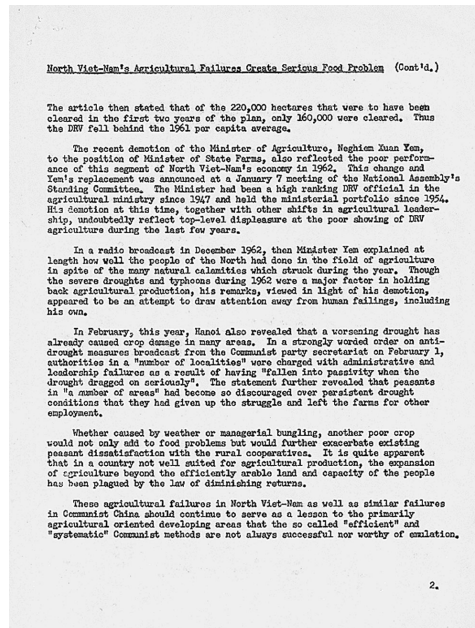 North Viet-Nam's Agricultural Failures Create Serious Food Problem (Cont'd.)
The article then stated that of the 220,000 hectares that were to have been
cleared in the first two years of the plan, only 160,000 were cleared. Thus
the DRV fell behind the 1961 per capita average.
The recent demotion of the Minister of Agriculture, Neghiem Xuan Yem,
to the position of Minister of State Farms, also reflected the poor perform-
ance of this segment of North Viet-Nam's economy in 1962. This change and
Yem's replacement was announced at a January 7 meeting of the National Assembly's
Standing Committee. The Minister had been a high ranking DRV official in the
agricultural ministry since 1947 and held the ministerial portfolio since 1954.
His demotion at this time, together with other shifts in agricultural leader-
ship, undoubtedly reflect top-level displeasure at the poor showing of DRV
agriculture during the last few years.
In a radio broadcast in December 1962, then Minister Yem explained at
length how well the people of the North had done in the field of agriculture
in spite of the many natural calamities which struck during the year. Though
the severe droughts and typhoons during 1962 were a major factor in holding
back agricultural production, his remarks, viewed in light of his demotion,
appeared to be an attempt to draw attention away from human failings, including
his own.
In February, this year, Hanoi also revealed that a worsening drought has
already caused crop damage in many areas. In a strongly worded order on anti-
drought measures broadcast from the Communist party secretariat on February 1,
authorities in a "number of localities" were charged with administrative and
leadership failures as a result of having "fallen into passivity when the
drought dragged on seriously". The statement further revealed that peasants
in "a number of areas" had become so discouraged over persistent drought
conditions that they had given up the struggle and left the farms for other
employment.
Whether caused by weather or managerial bungling, another poor crop
would not only add to food problems but would further exacerbate existing
peasant dissatisfaction with the rural cooperatives. It is quite apparent
that in a country not well suited for agricultural production, the expansion
of agriculture beyond the efficiently arable land and capacity of the people
has been plagued by the law of diminishing returns.
These agricultural failures in North Viet-Nam as well as similar failures
in Communist China should continue to serve as a lesson to the primarily
agricultural oriented developing areas that the so called "efficient" and
"systematic" Communist methods are not always successful nor worthy of emulation.
2.